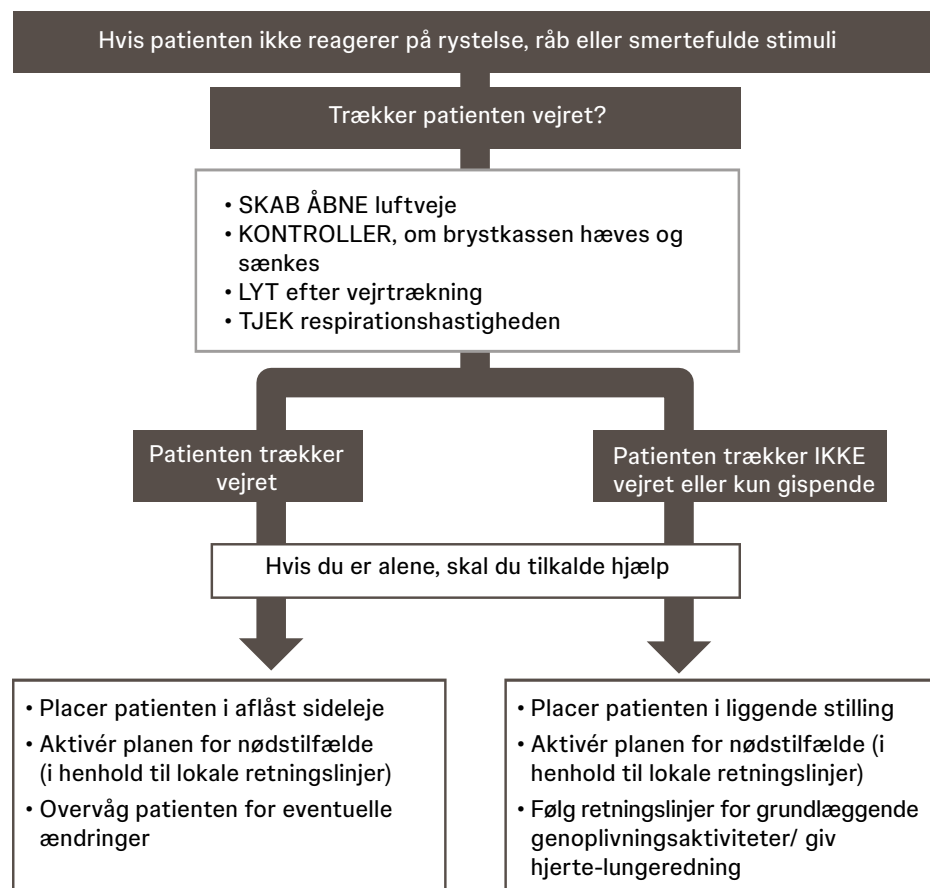 Hvis patienten ikke reagerer på rystelse, råb eller smertefulde stimuli
Trækker patienten vejret?
• SKAB ÅBNE luftveje
• KONTROLLER, om brystkassen hæves og
sænkes
• LYT efter vejrtrækning
• TJEK respirationshastigheden
Patienten trækker
vejret
Patienten trækker IKKE
vejret eller kun gispende
Hvis du er alene, skal du tilkalde hjælp
• Placer patienten i aflåst sideleje
• Aktivér planen for nødstilfælde
(i henhold til lokale retningslinjer)
• Overvåg patienten for eventuelle
ændringer
• Placer patienten i liggende stilling
• Aktivér planen for nødstilfælde (i
henhold til lokale retningslinjer)
• Følg retningslinjer for grundlæggende
genoplivningsaktiviteter/ giv
hjerte-lungeredning